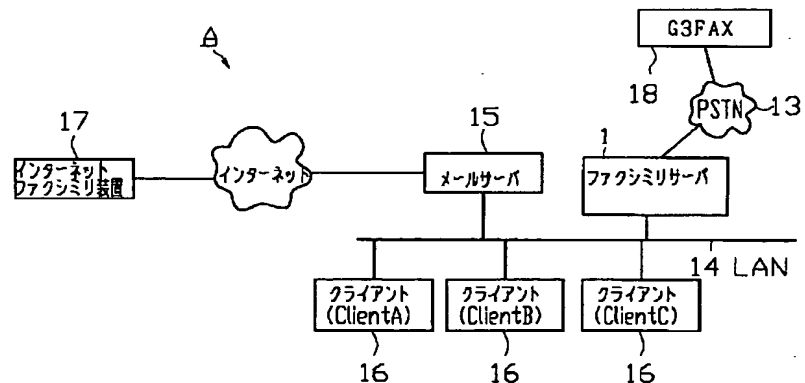 A
G3FAX
18
PSTN
13
17
15
1
インターネット
ファクシミリ装置
インターネット
メールサーバ
ファクシミリサーバ
14 LAN
クライアント
(ClientA)
クライアント
(ClientB)
クライアント
(ClientC)
16
16
16